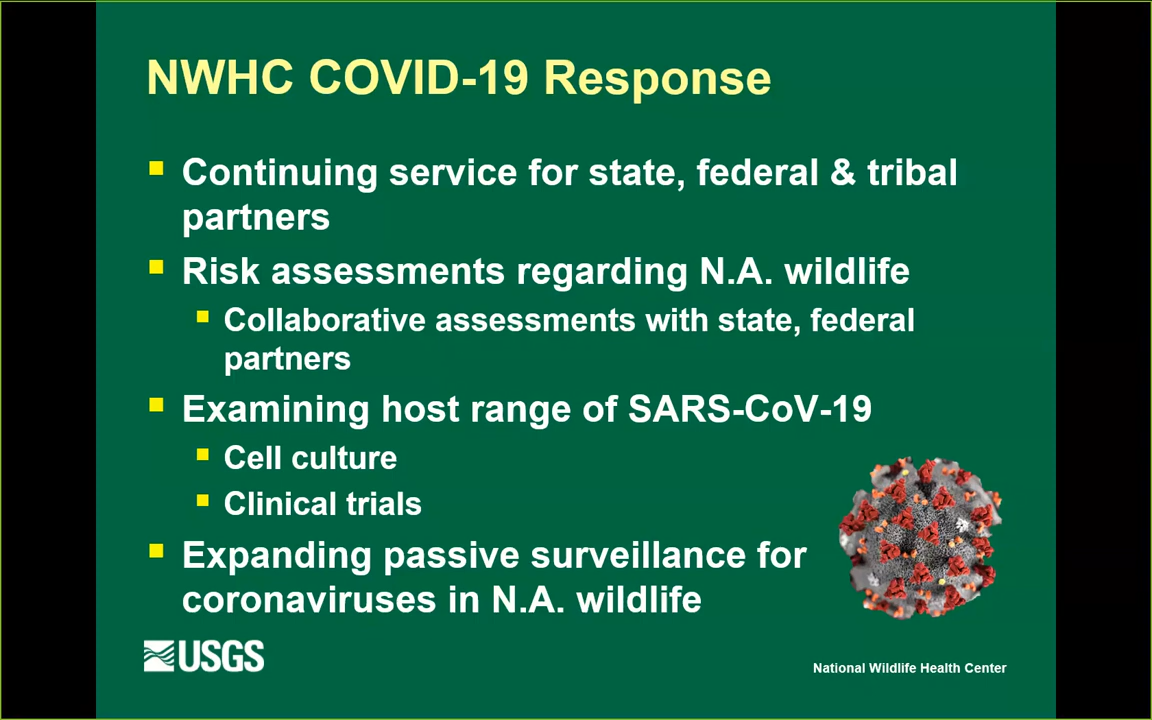 NWHC COVID-19 Response
Continuing service for state, federal & tribal
partners
Risk assessments regarding N.A. wildlife
Collaborative assessments with state, federal
partners
Examining host range of SARS-CoV-19
Cell culture
Clinical trials
Expanding passive surveillance for
coronaviruses in N.A. wildlife
USGS
National Wildlife Health Center